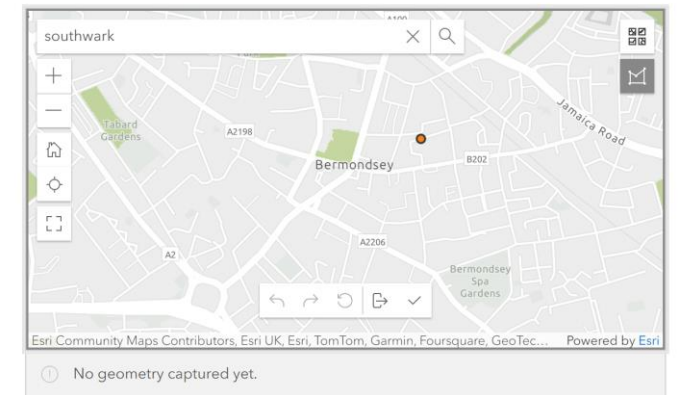 A100
southwark
Jamaica Road
Tabard
Gardens
A2198
Bermondsey
B202
A2206
A2
Bermondsey
Spa
Gardens
Esri Community Maps Contributors, Esri UK, Esri, TomTom, Garmin, Foursquare, GeoTec... Powered by Esri
No geometry captured yet.